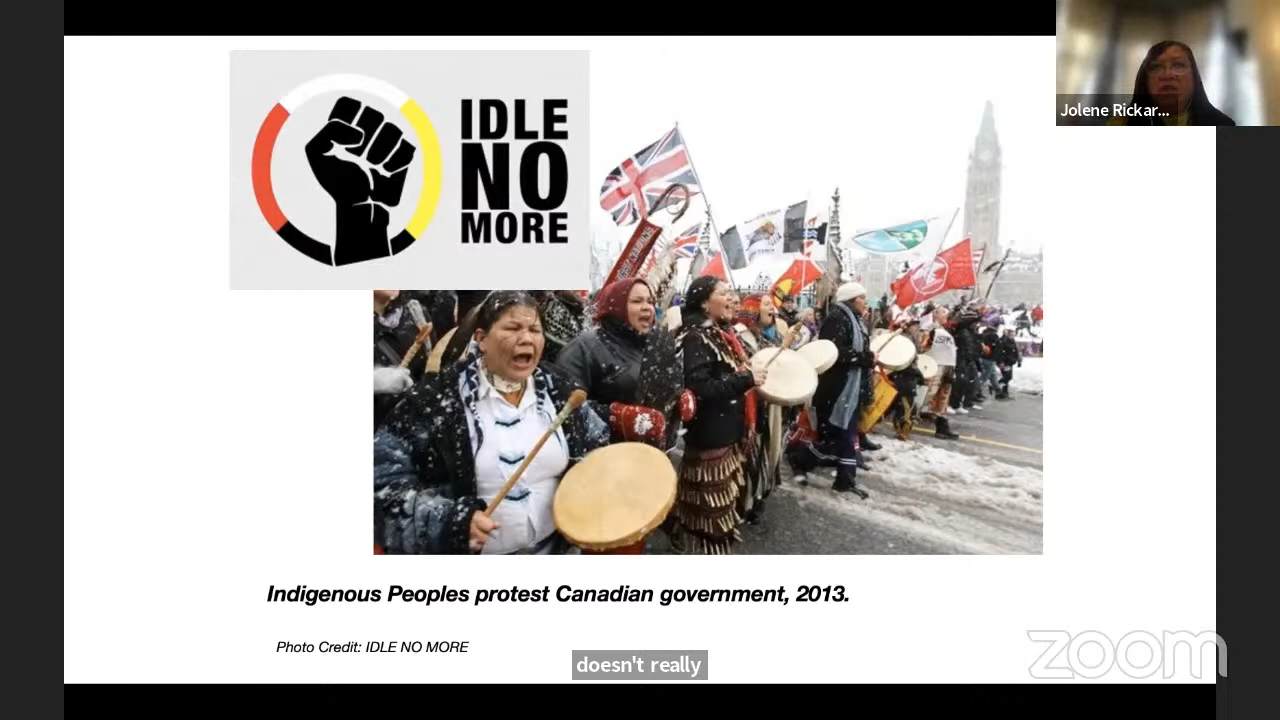 IDLE
NO
MORE
Jolene Rickar...
Indigenous Peoples protest Canadian government, 2013.
Photo Credit: IDLE NO MORE
doesn't really
zoom